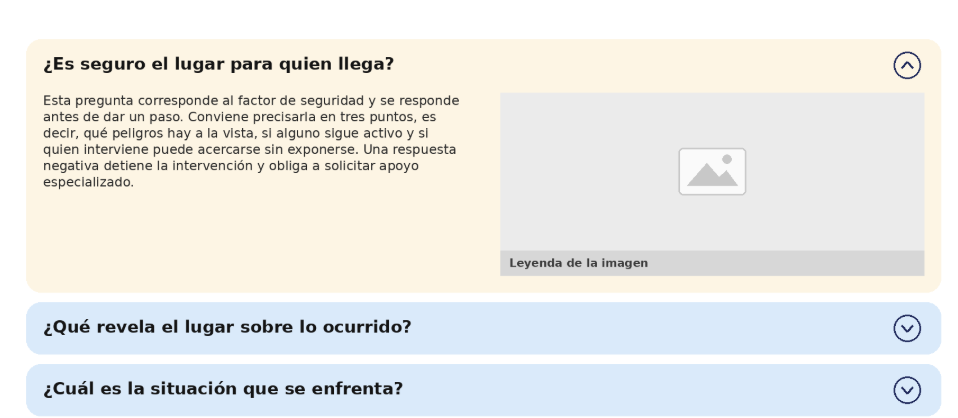 ¿Es seguro el lugar para quien llega?
Esta pregunta corresponde al factor de seguridad y se responde
antes de dar un paso. Conviene precisarla en tres puntos, es
decir, qué peligros hay a la vista, si alguno sigue activo y si
quien interviene puede acercarse sin exponerse. Una respuesta
negativa detiene la intervención y obliga a solicitar apoyo
especializado.
Leyenda de la imagen
¿Qué revela el lugar sobre lo ocurrido?
¿Cuál es la situación que se enfrenta?